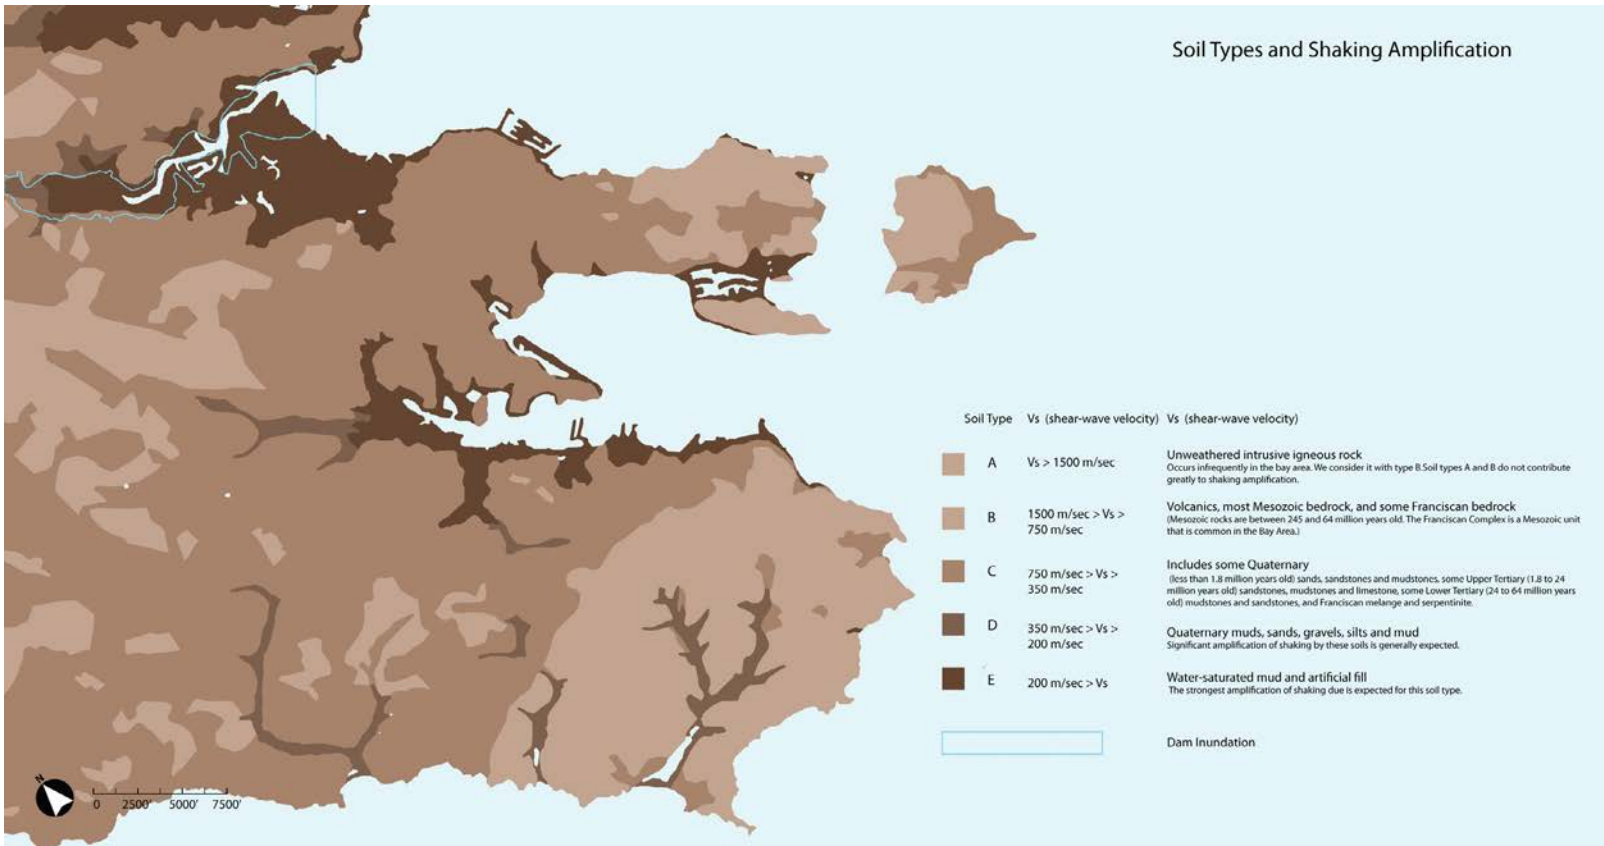 Soil Types and Shaking Amplification
Soil Type Vs (shear-wave velocity) Vs (shear-wave velocity)
A Vs > 1500 m/sec
Unweathered intrusive igneous rock
Occurs infrequently in the bay area. We consider it with type B.Soil types A and B do not contribute
greatly to shaking amplification.
B 1500 m/sec > Vs >
750 m/sec
Volcanics, most Mesozoic bedrock, and some Franciscan bedrock
(Mesozoic rocks are between 245 and 64 million years old. The Franciscan Complex is a Mesozoic unit
that is common in the Bay Area.)
C 750 m/sec > Vs >
350 m/sec
Includes some Quaternary
(less than 1.8 million years old) sands, sandstones and mudstones, some Upper Tertiary (1.8 to 24
million years old) sandstones, mudstones and limestone, some Lower Tertiary (24 to 64 million years
old) mudstones and sandstones, and Franciscan melange and serpentinite.
D 350 m/sec > Vs >
200 m/sec
Quaternary muds, sands, gravels, silts and mud
Significant amplification of shaking by these soils is generally expected.
E 200 m/sec > Vs
Water-saturated mud and artificial fill
The strongest amplification of shaking due is expected for this soil type.
Dam Inundation
N
0 2500' 5000' 7500'